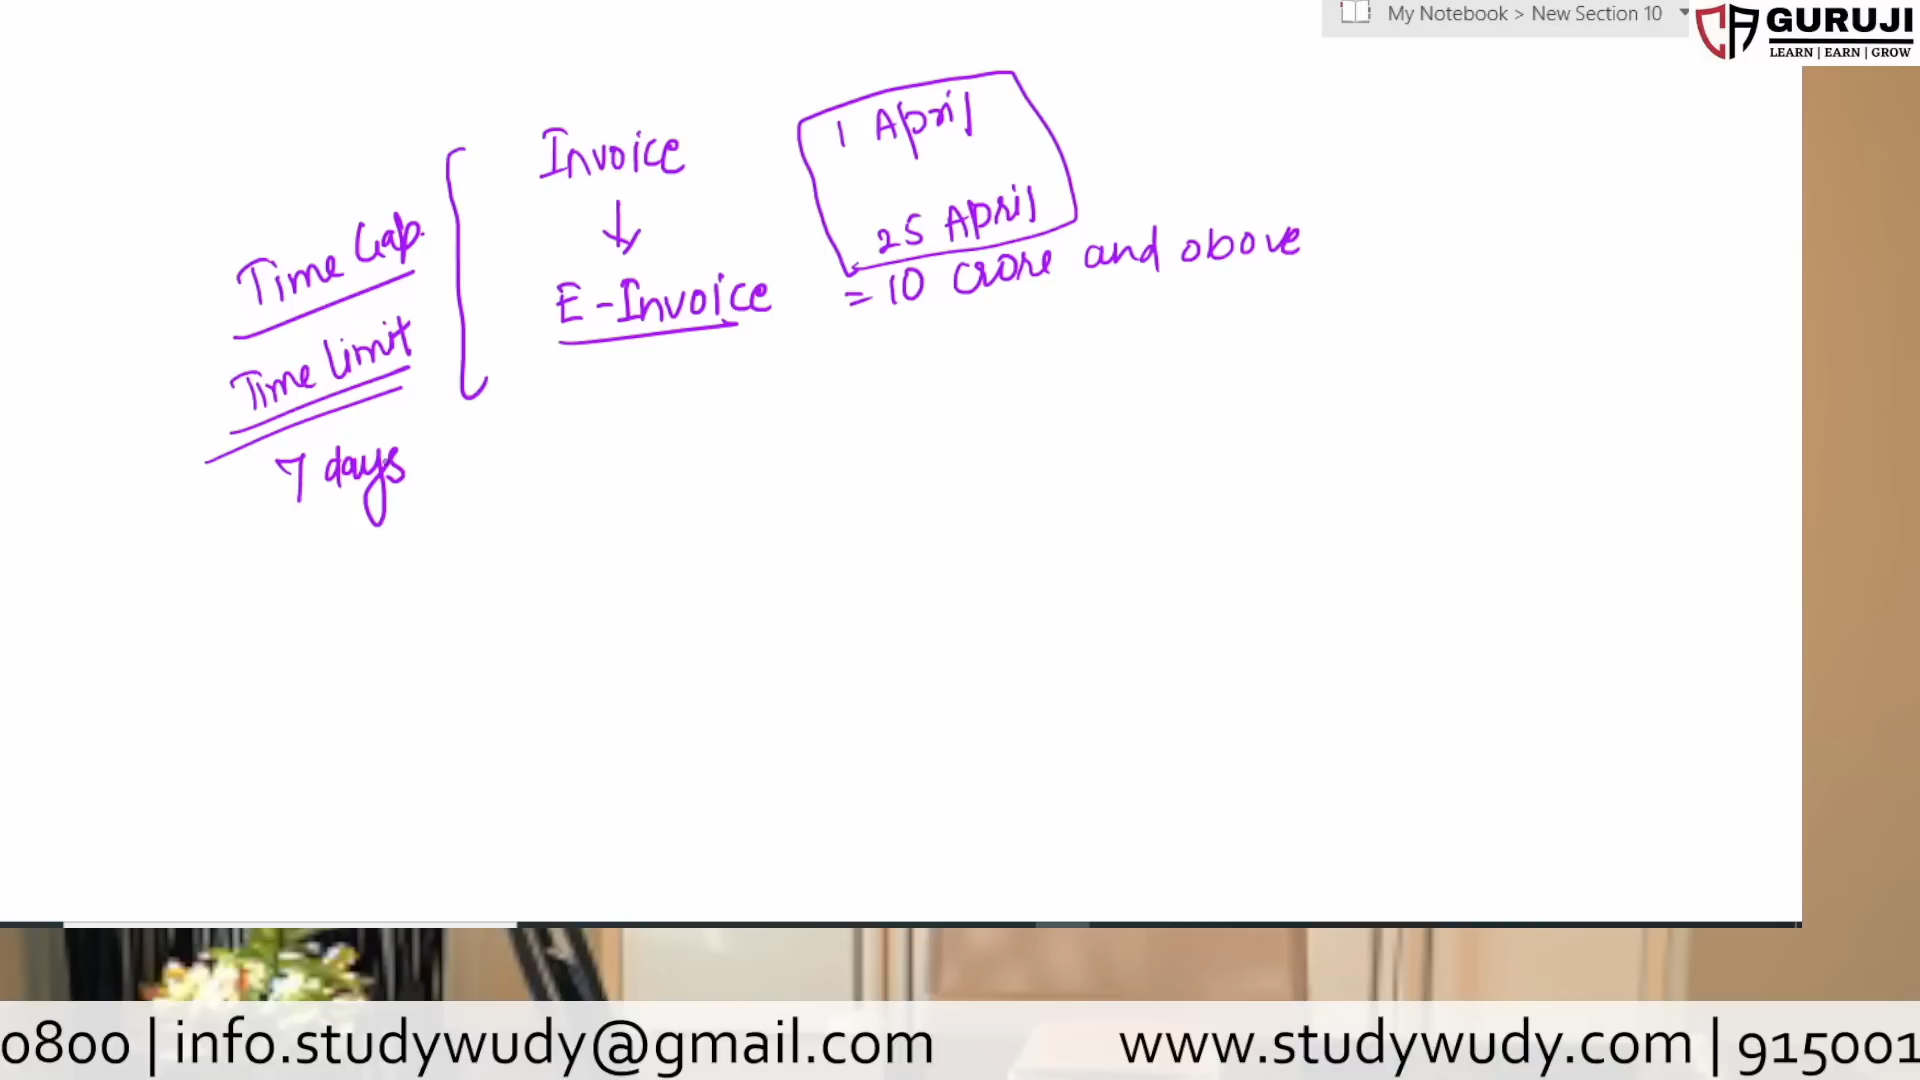 My Notebook > New Section 10
GURUJI
LEARN | EARN | GROW
Invoice
E-Invoice
1 April
25 April
= 10 Crore and above
Time Gap.
Time Limit
7 days
0800 | info.studywudy@gmail.com
www.studywudy.com | 915001